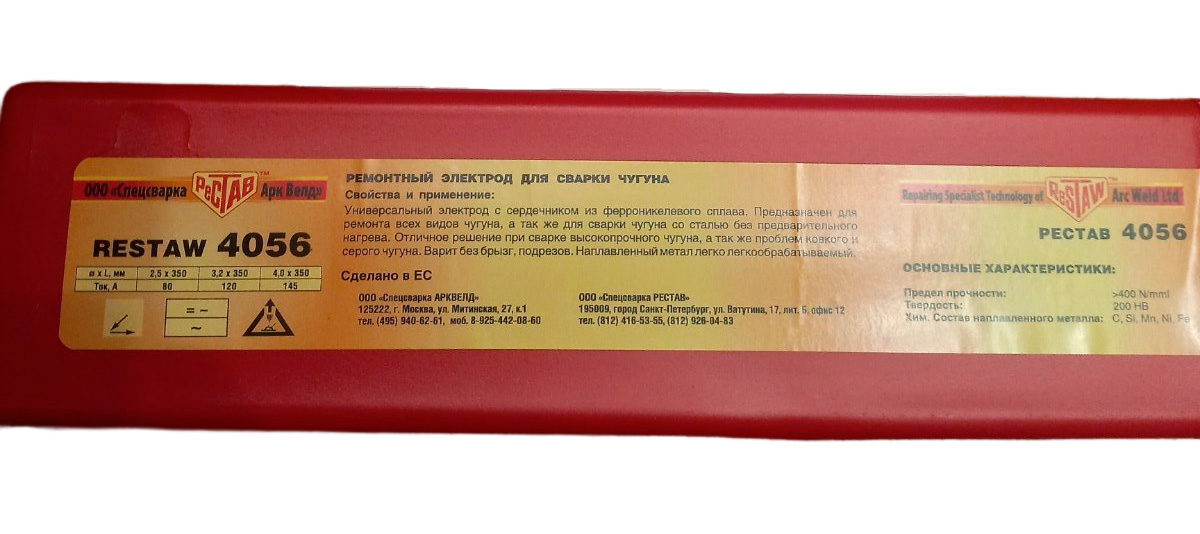 ООО «Спецсварка РЕСТАВ™ Арк Велд»
RESTAW 4056
ø x L, мм 2,5 x 350 3,2 x 350 4,0 x 350
Ток, А 80 120 145
= −
~
РЕМОНТНЫЙ ЭЛЕКТРОД ДЛЯ СВАРКИ ЧУГУНА
Свойства и применение:
Универсальный электрод с сердечником из ферроникелевого сплава. Предназначен для
ремонта всех видов чугуна, а так же для сварки чугуна со сталью без предварительного
нагрева. Отличное решение при сварке высокопрочного чугуна, а так же проблем ковкого и
серого чугуна. Варит без брызг, подрезов. Наплавленный метал легко легкообрабатываемый.
Сделано в ЕС
ООО «Спецсварка АРКВЕЛД»
125222, г. Москва, ул. Митинская, 27, к.1
тел. (495) 940-62-61, моб. 8-925-442-08-60
ООО «Спецсварка РЕСТАВ»
195009, город Санкт-Петербург, ул. Ватутина, 17, лит. Б, офис 12
тел. (812) 416-53-55, (812) 926-04-83
Repairing Specialist Technology of RESTAW™ Arc Weld Ltd
РЕСТАВ 4056
ОСНОВНЫЕ ХАРАКТЕРИСТИКИ:
Предел прочности: >400 N/mml
Твердость: 200 HB
Хим. Состав наплавленного металла: C, Si, Mn, Ni, Fe